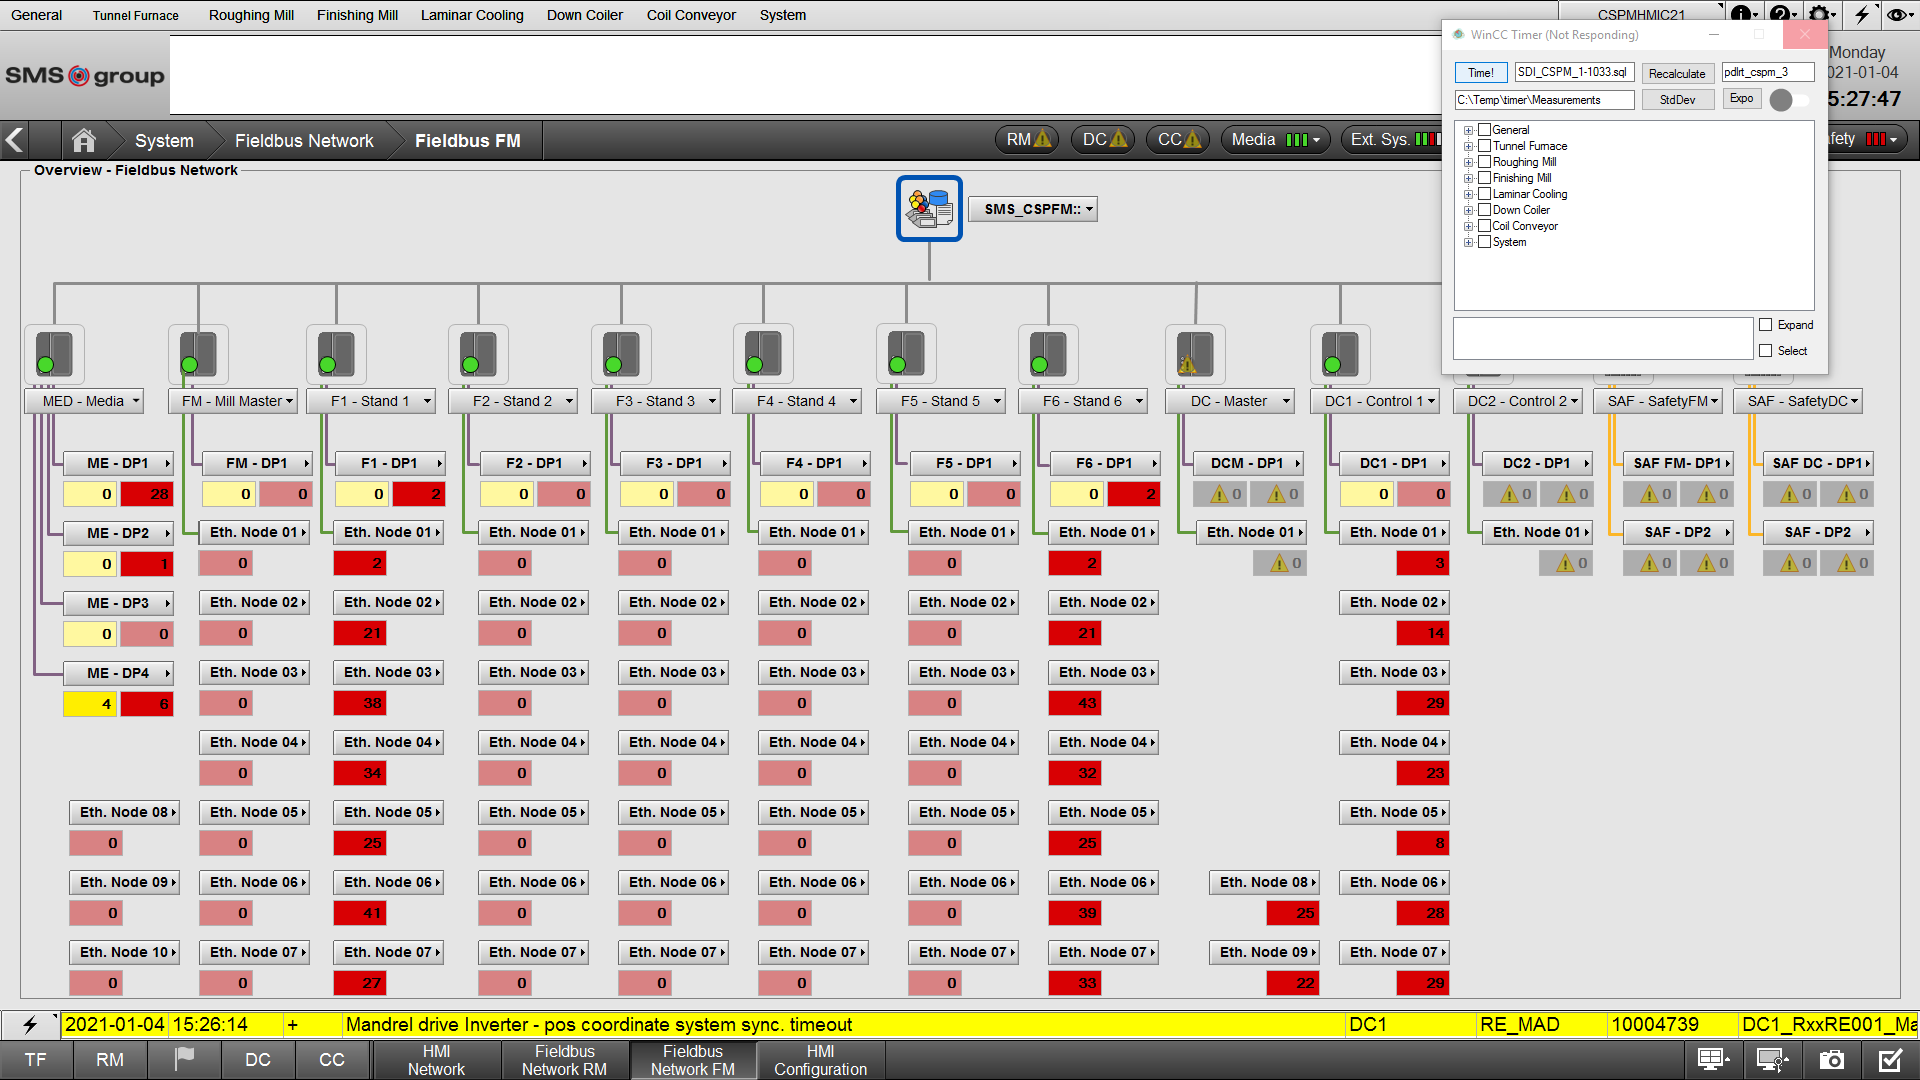 General Tunnel Furnace Roughing Mill Finishing Mill Laminar Cooling Down Coiler Coil Conveyor System CSPMHMIC21
WinCC Timer (Not Responding)
SMS group
Monday
021-01-04
5:27:47
Time! SDI_CSPM_1-1033.sql Recalculate pdlrt_cspm_3
C:\Temp\timer\Measurements StdDev Expo
General
Tunnel Furnace
Roughing Mill
Finishing Mill
Laminar Cooling
Down Coiler
Coil Conveyor
System
Expand
Select
System Fieldbus Network Fieldbus FM RM DC CC Media Ext. Sys. afety
Overview - Fieldbus Network
SMS_CSPFM::
MED - Media FM - Mill Master F1 - Stand 1 F2 - Stand 2 F3 - Stand 3 F4 - Stand 4 F5 - Stand 5 F6 - Stand 6 DC - Master DC1 - Control 1 DC2 - Control 2 SAF - SafetyFM SAF - SafetyDC
ME - DP1 FM - DP1 F1 - DP1 F2 - DP1 F3 - DP1 F4 - DP1 F5 - DP1 F6 - DP1 DCM - DP1 DC1 - DP1 DC2 - DP1 SAF FM- DP1 SAF DC - DP1
0 28 0 0 0 2 0 0 0 0 0 0 0 0 0 2 0 0 0 0 0 0 0 0 0 0
ME - DP2 Eth. Node 01 Eth. Node 01 Eth. Node 01 Eth. Node 01 Eth. Node 01 Eth. Node 01 Eth. Node 01 Eth. Node 01 Eth. Node 01 Eth. Node 01 SAF - DP2 SAF - DP2
0 1 0 2 0 0 0 0 2 0 3 0 0 0 0 0
ME - DP3 Eth. Node 02 Eth. Node 02 Eth. Node 02 Eth. Node 02 Eth. Node 02 Eth. Node 02 Eth. Node 02 Eth. Node 02
0 0 0 21 0 0 0 0 21 14
ME - DP4 Eth. Node 03 Eth. Node 03 Eth. Node 03 Eth. Node 03 Eth. Node 03 Eth. Node 03 Eth. Node 03 Eth. Node 03
4 6 0 38 0 0 0 0 43 29
Eth. Node 04 Eth. Node 04 Eth. Node 04 Eth. Node 04 Eth. Node 04 Eth. Node 04 Eth. Node 04 Eth. Node 04
0 34 0 0 0 0 32 23
Eth. Node 08 Eth. Node 05 Eth. Node 05 Eth. Node 05 Eth. Node 05 Eth. Node 05 Eth. Node 05 Eth. Node 05 Eth. Node 05
0 0 25 0 0 0 0 25 8
Eth. Node 09 Eth. Node 06 Eth. Node 06 Eth. Node 06 Eth. Node 06 Eth. Node 06 Eth. Node 06 Eth. Node 06 Eth. Node 08 Eth. Node 06
0 0 41 0 0 0 0 39 25 28
Eth. Node 10 Eth. Node 07 Eth. Node 07 Eth. Node 07 Eth. Node 07 Eth. Node 07 Eth. Node 07 Eth. Node 07 Eth. Node 09 Eth. Node 07
0 0 27 0 0 0 0 33 22 29
2021-01-04 15:26:14 + Mandrel drive Inverter - pos coordinate system sync. timeout DC1 RE_MAD 10004739 DC1_RxxRE001_Ma
TF RM DC CC HMI Network Fieldbus Network RM Fieldbus Network FM HMI Configuration